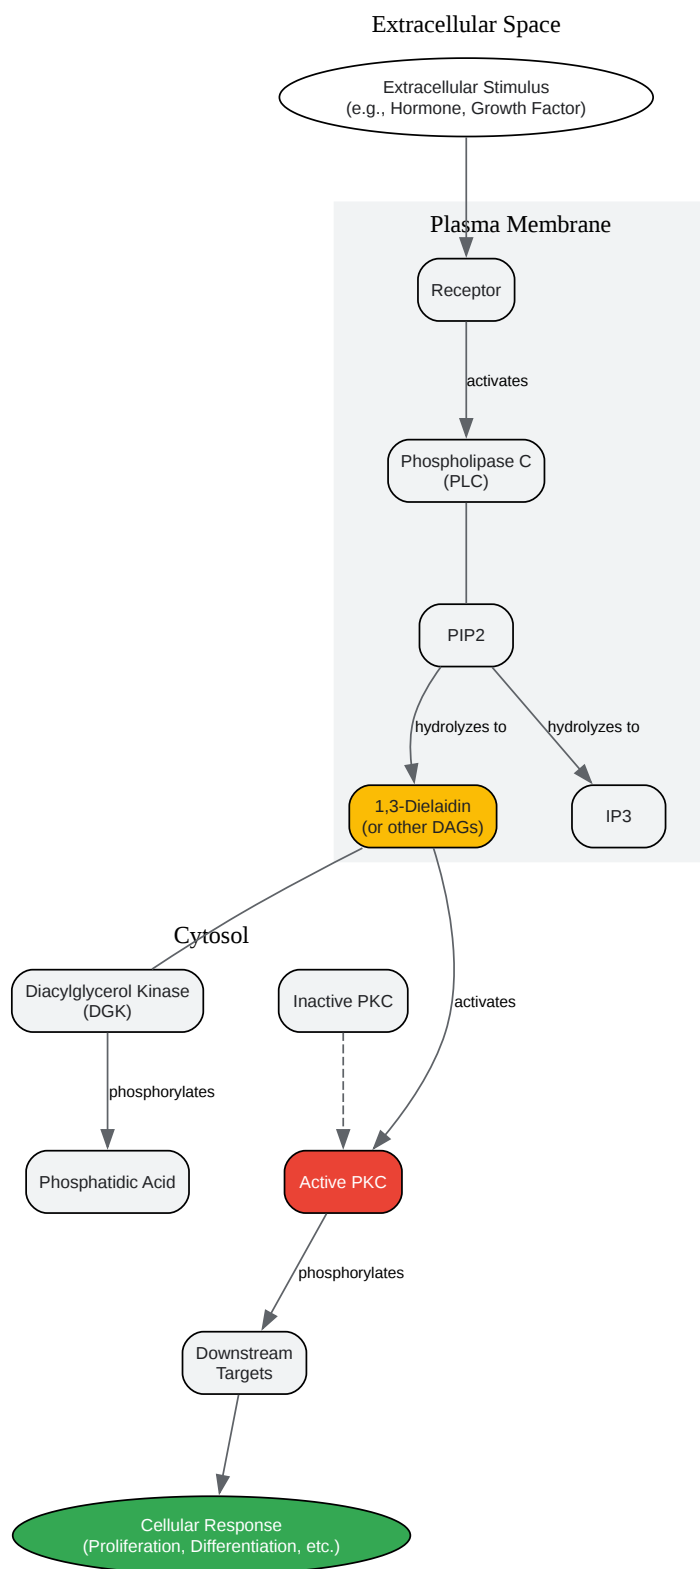 Extracellular Space
Extracellular Stimulus
(e.g., Hormone, Growth Factor)
Plasma Membrane
Receptor
activates
Phospholipase C
(PLC)
PIP2
hydrolyzes to
hydrolyzes to
1,3-Dielaidin
(or other DAGs)
IP3
Cytosol
Diacylglycerol Kinase
(DGK)
Inactive PKC
activates
phosphorylates
Phosphatidic Acid
Active PKC
phosphorylates
Downstream
Targets
Cellular Response
(Proliferation, Differentiation, etc.)